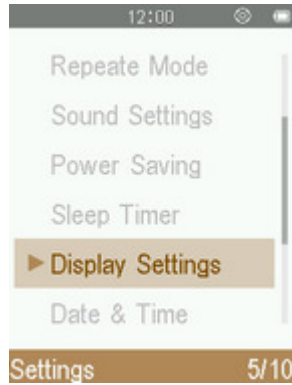 12:00
Repeate Mode
Sound Settings
Power Saving
Sleep Timer
Display Settings
Date & Time
Settings 5/10